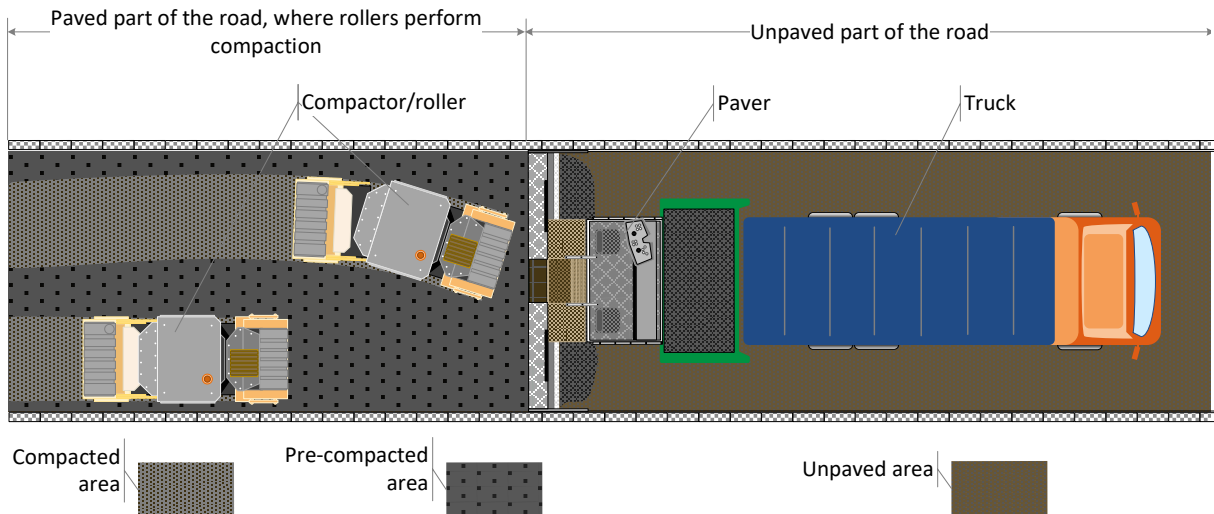 Paved part of the road, where rollers perform
compaction
Unpaved part of the road
Compactor/roller
Paver
Truck
Compacted
area
Pre-compacted
area
Unpaved area